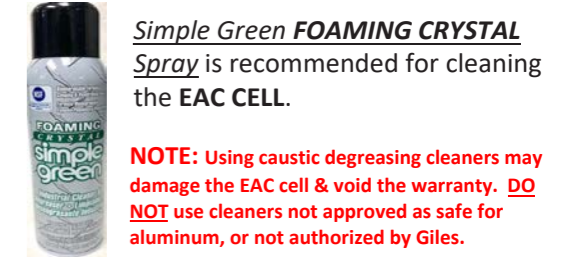 Simple Green FOAMING CRYSTAL
Spray is recommended for cleaning
the EAC CELL.
NOTE: Using caustic degreasing cleaners may
damage the EAC cell & void the warranty. DO
NOT use cleaners not approved as safe for
aluminum, or not authorized by Giles.
FOAMING
CRYSTAL
simple
green